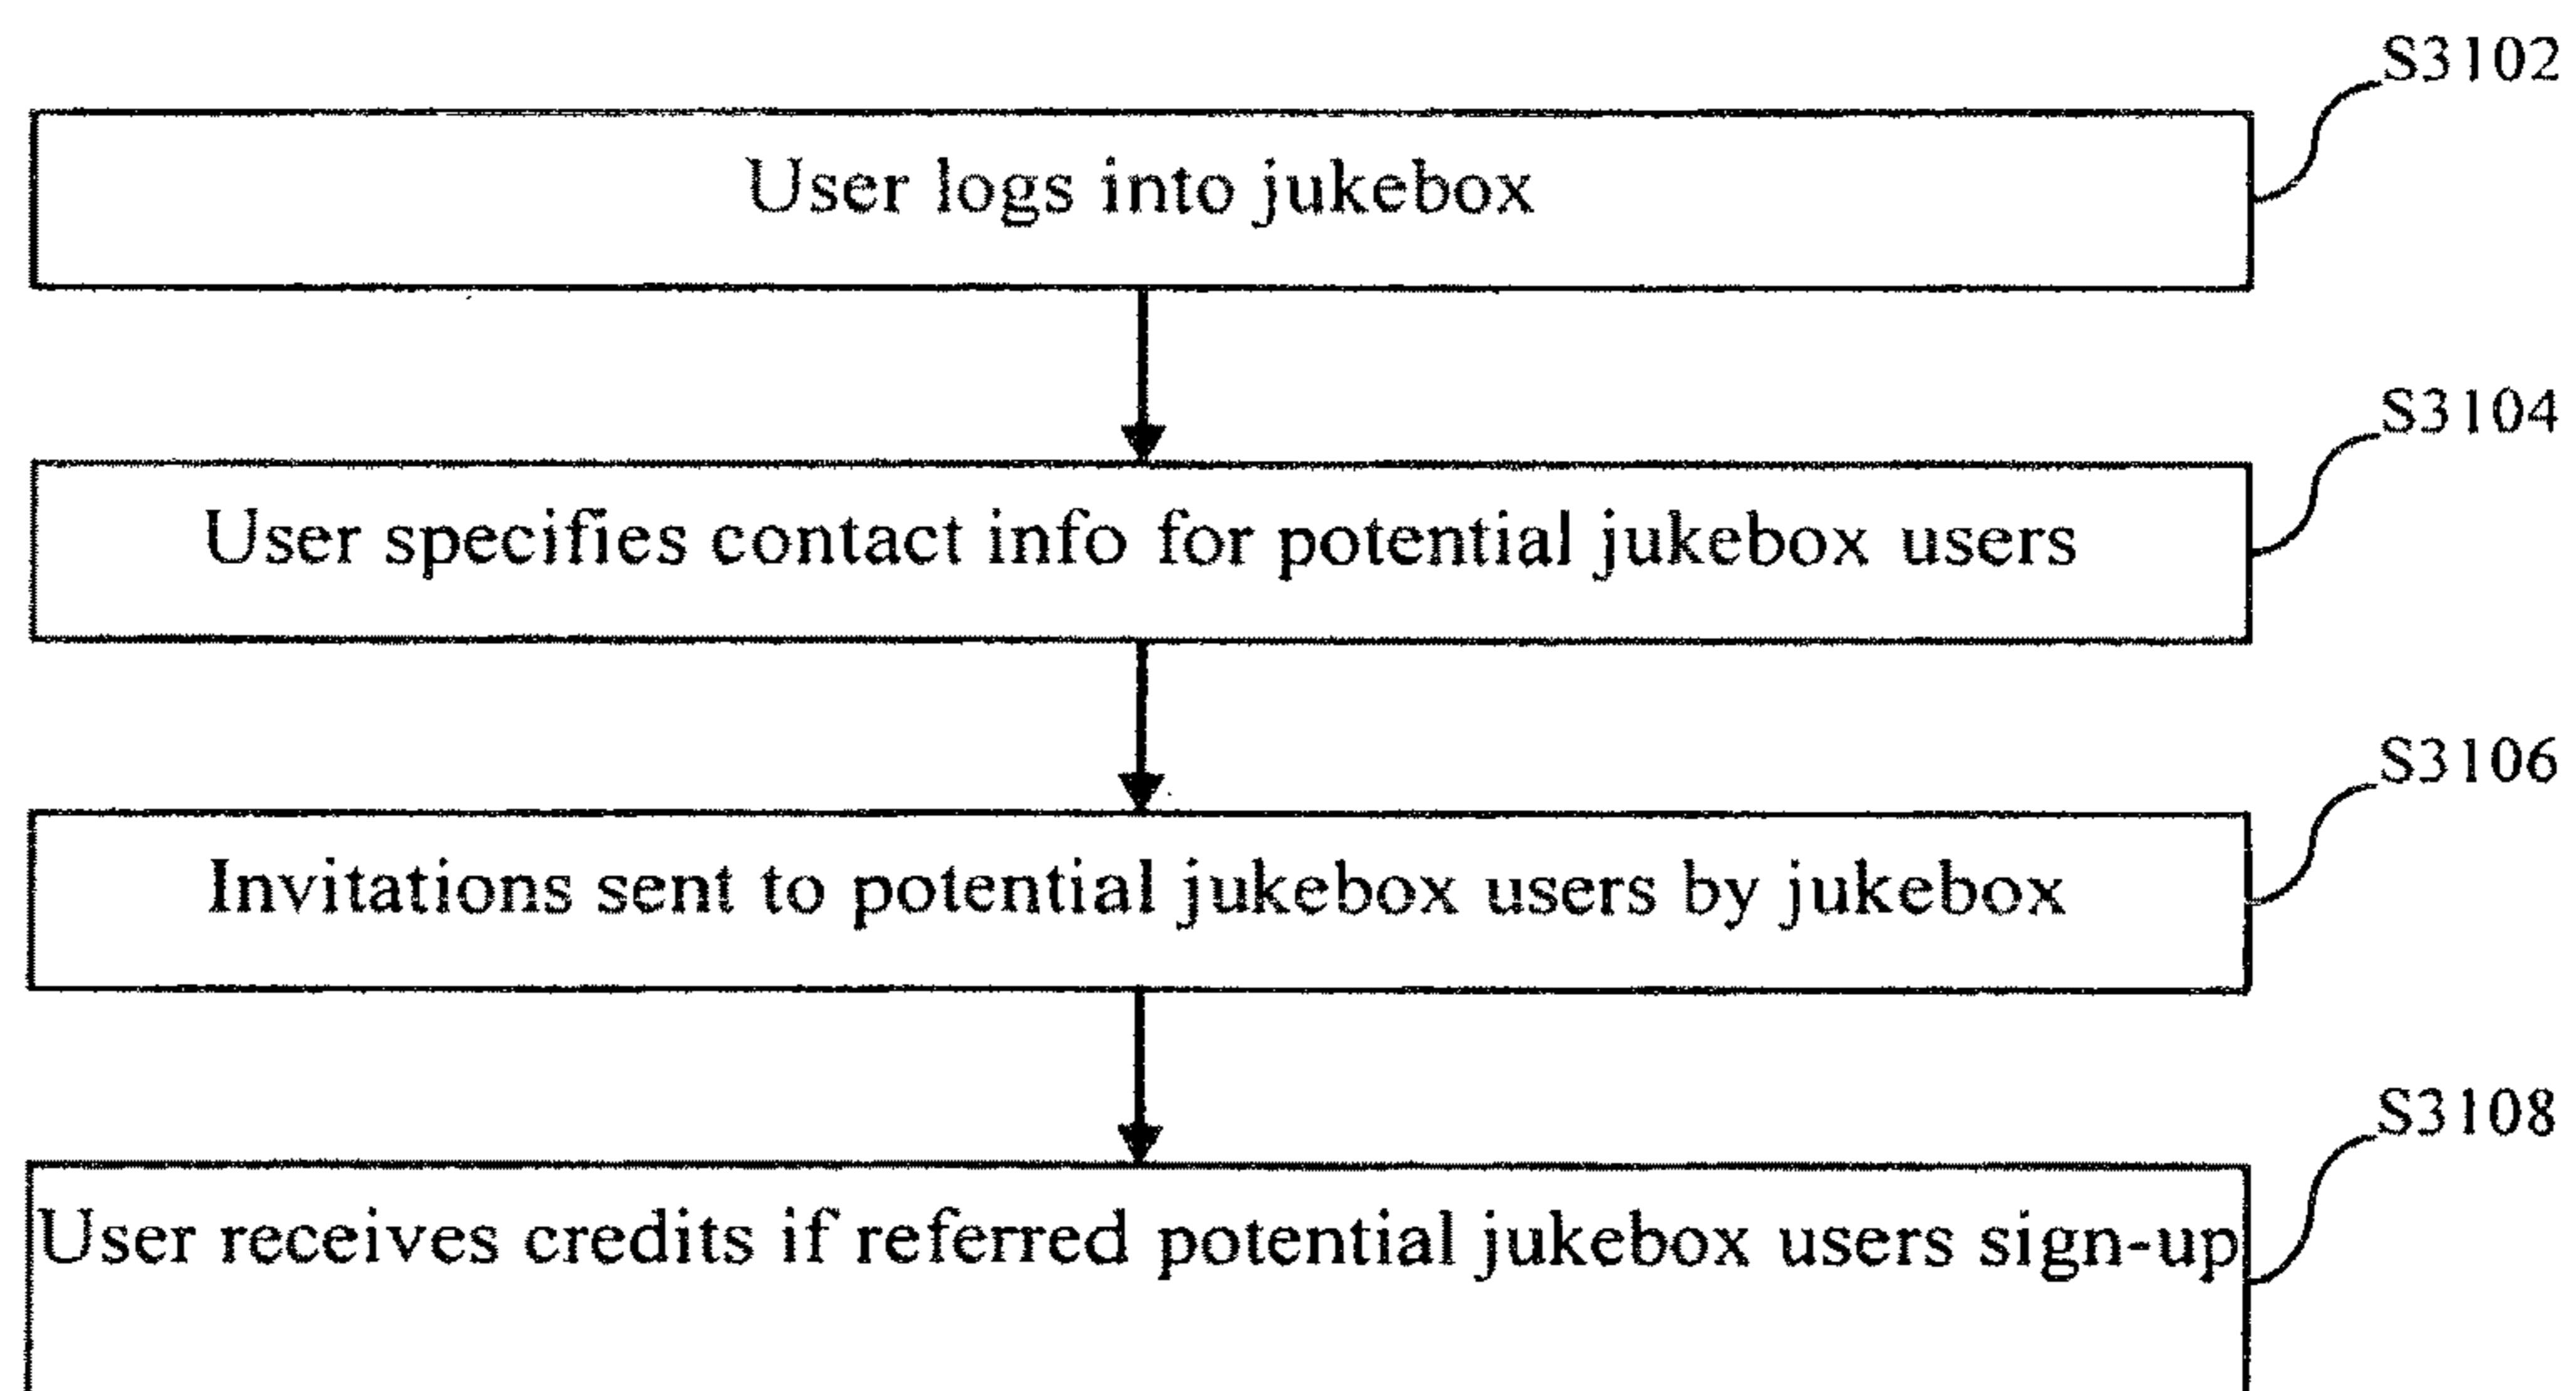 S3102
User logs into jukebox
S3104
User specifies contact info for potential jukebox users
S3106
Invitations sent to potential jukebox users by jukebox
S3108
User receives credits if referred potential jukebox users sign-up